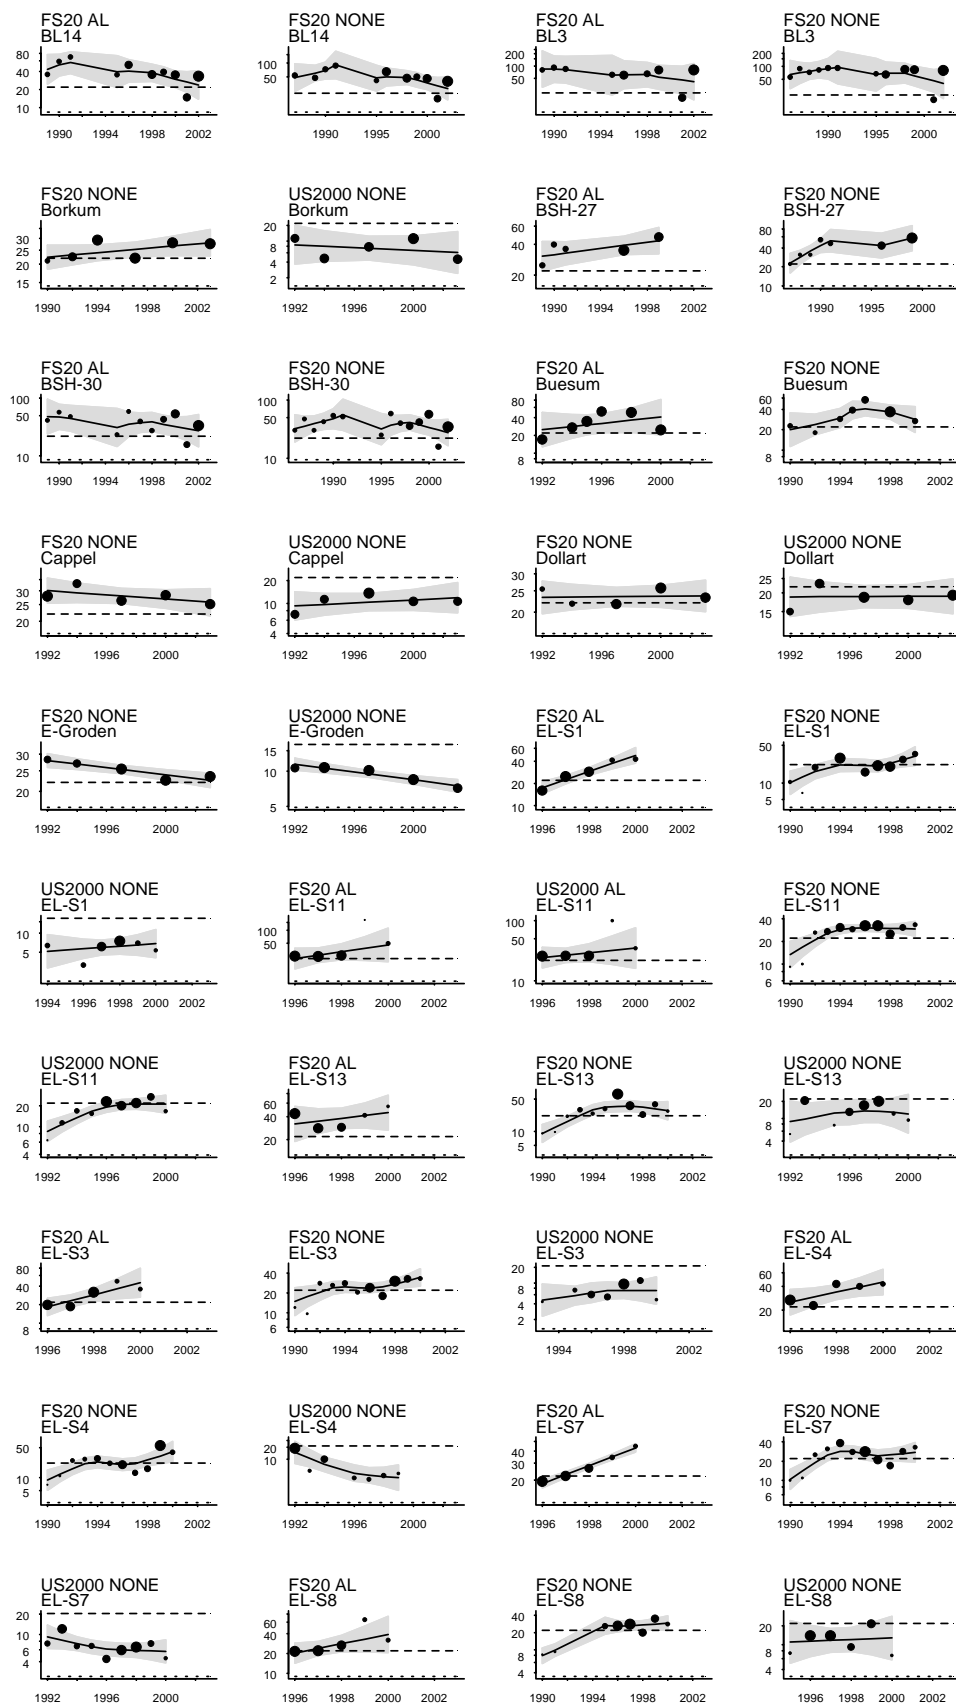 FS20 AL
BL14
80
40
20
10
1990 1994 1998 2002
FS20 NONE
BL14
100
50
1990 1995 2000
FS20 AL
BL3
200
100
50
1990 1994 1998 2002
FS20 NONE
BL3
200
100
50
1990 1995 2000
FS20 NONE
Borkum
30
25
20
15
1990 1994 1998 2002
US2000 NONE
Borkum
20
8
4
2
1992 1996 2000
FS20 AL
BSH-27
60
40
20
1990 1994 1998 2002
FS20 NONE
BSH-27
80
40
20
10
1990 1995 2000
FS20 AL
BSH-30
100
50
10
1990 1994 1998 2002
FS20 NONE
BSH-30
100
50
10
1990 1995 2000
FS20 AL
Buesum
80
40
20
8
1992 1996 2000
FS20 NONE
Buesum
60
40
20
8
1990 1994 1998 2002
FS20 NONE
Cappel
30
25
20
1992 1996 2000
US2000 NONE
Cappel
20
10
6
4
1992 1996 2000
FS20 NONE
Dollart
30
25
20
1992 1996 2000
US2000 NONE
Dollart
25
20
15
1992 1996 2000
FS20 NONE
E-Groden
30
25
20
1992 1996 2000
US2000 NONE
E-Groden
15
10
5
1992 1996 2000
FS20 AL
EL-S1
60
40
20
10
1996 1998 2000 2002
FS20 NONE
EL-S1
50
10
5
1990 1994 1998 2002
US2000 NONE
EL-S1
10
5
1994 1996 1998 2000 2002
FS20 AL
EL-S11
100
50
1996 1998 2000 2002
US2000 AL
EL-S11
100
50
10
1996 1998 2000 2002
FS20 NONE
EL-S11
40
20
10
6
1990 1994 1998 2002
US2000 NONE
EL-S11
20
10
6
4
1992 1996 2000
FS20 AL
EL-S13
60
40
20
1996 1998 2000 2002
FS20 NONE
EL-S13
50
10
5
1990 1994 1998 2002
US2000 NONE
EL-S13
20
8
4
1992 1996 2000
FS20 AL
EL-S3
80
40
20
8
1996 1998 2000 2002
FS20 NONE
EL-S3
40
20
10
6
1990 1994 1998 2002
US2000 NONE
EL-S3
20
8
4
2
1994 1998 2002
FS20 AL
EL-S4
60
40
20
1996 1998 2000 2002
FS20 NONE
EL-S4
50
10
5
1990 1994 1998 2002
US2000 NONE
EL-S4
20
10
1992 1996 2000
FS20 AL
EL-S7
40
30
20
1996 1998 2000 2002
FS20 NONE
EL-S7
40
20
10
6
1990 1994 1998 2002
US2000 NONE
EL-S7
20
10
6
4
1992 1996 2000
FS20 AL
EL-S8
60
40
20
10
1996 1998 2000 2002
FS20 NONE
EL-S8
40
20
8
4
1990 1994 1998 2002
US2000 NONE
EL-S8
20
8
4
1996 1998 2000 2002